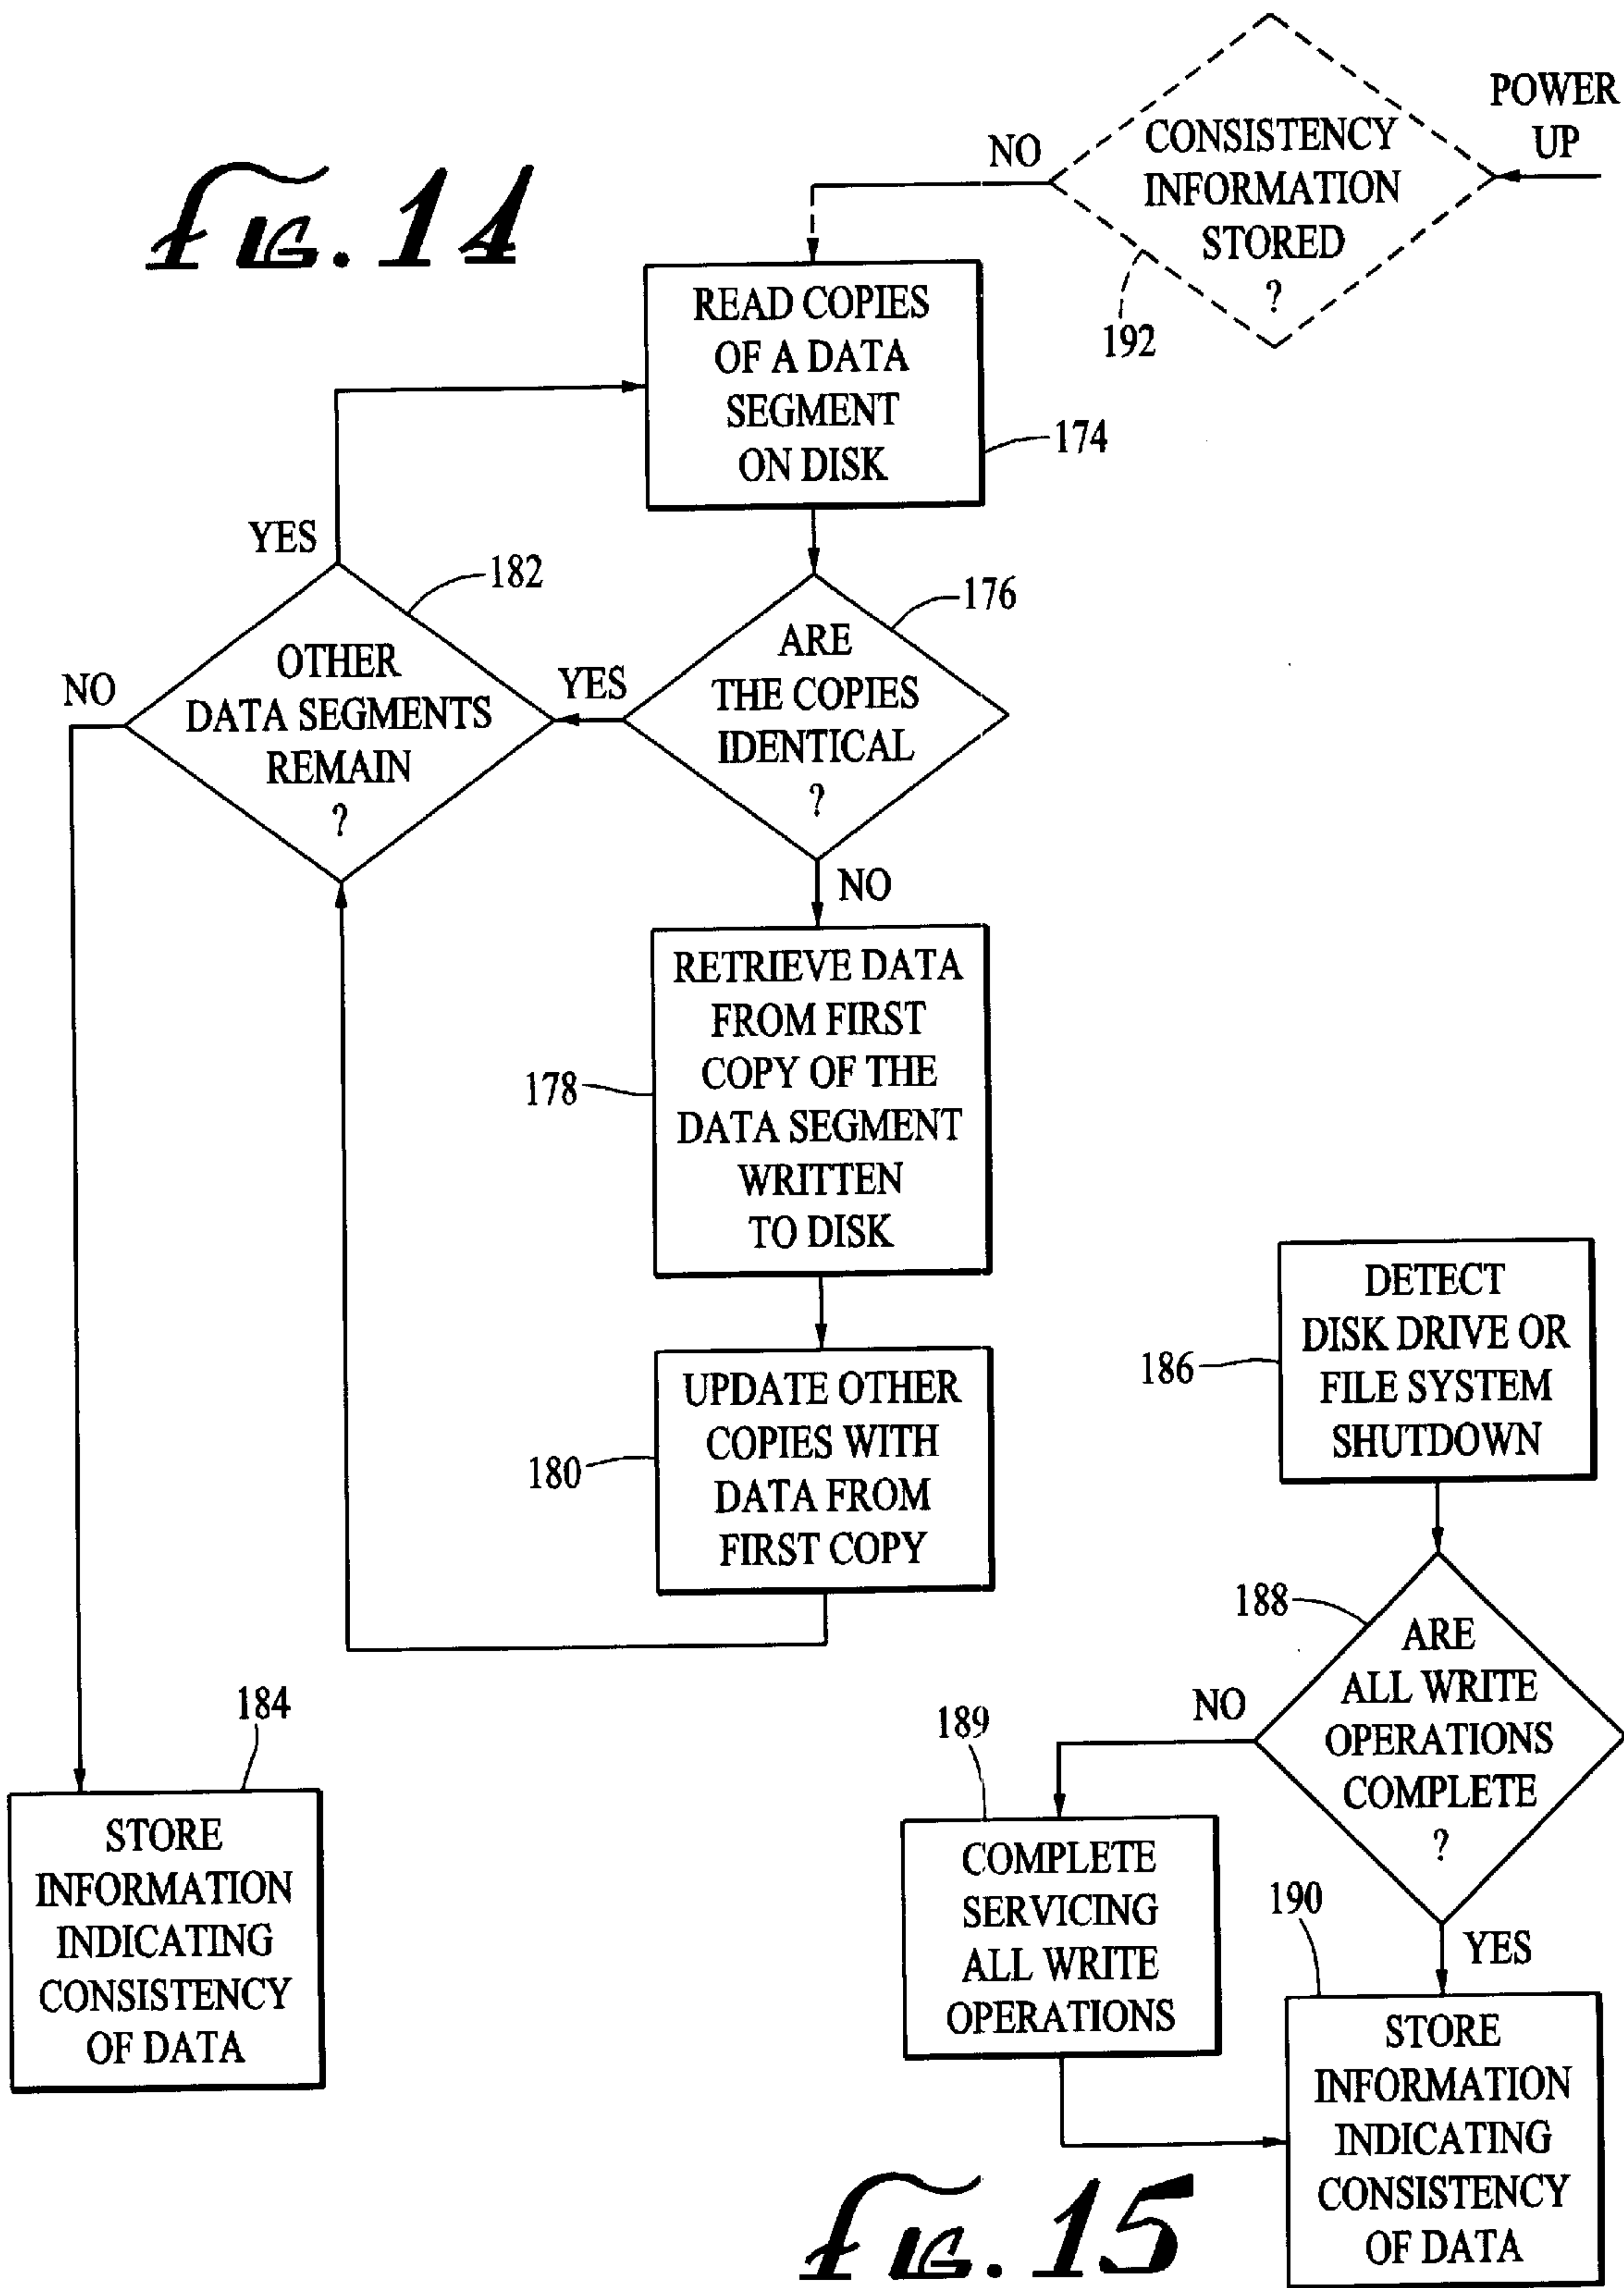 FIG. 14
POWER
UP
NO
CONSISTENCY
INFORMATION
STORED
?
192
READ COPIES
OF A DATA
SEGMENT
ON DISK
174
YES
182
176
ARE
THE COPIES
IDENTICAL
?
YES
OTHER
DATA SEGMENTS
REMAIN
?
NO
NO
RETRIEVE DATA
FROM FIRST
COPY OF THE
DATA SEGMENT
WRITTEN
TO DISK
178
UPDATE OTHER
COPIES WITH
DATA FROM
FIRST COPY
180
184
STORE
INFORMATION
INDICATING
CONSISTENCY
OF DATA
DETECT
DISK DRIVE OR
FILE SYSTEM
SHUTDOWN
186
188
ARE
ALL WRITE
OPERATIONS
COMPLETE
?
NO
189
COMPLETE
SERVICING
ALL WRITE
OPERATIONS
190
YES
STORE
INFORMATION
INDICATING
CONSISTENCY
OF DATA
FIG. 15